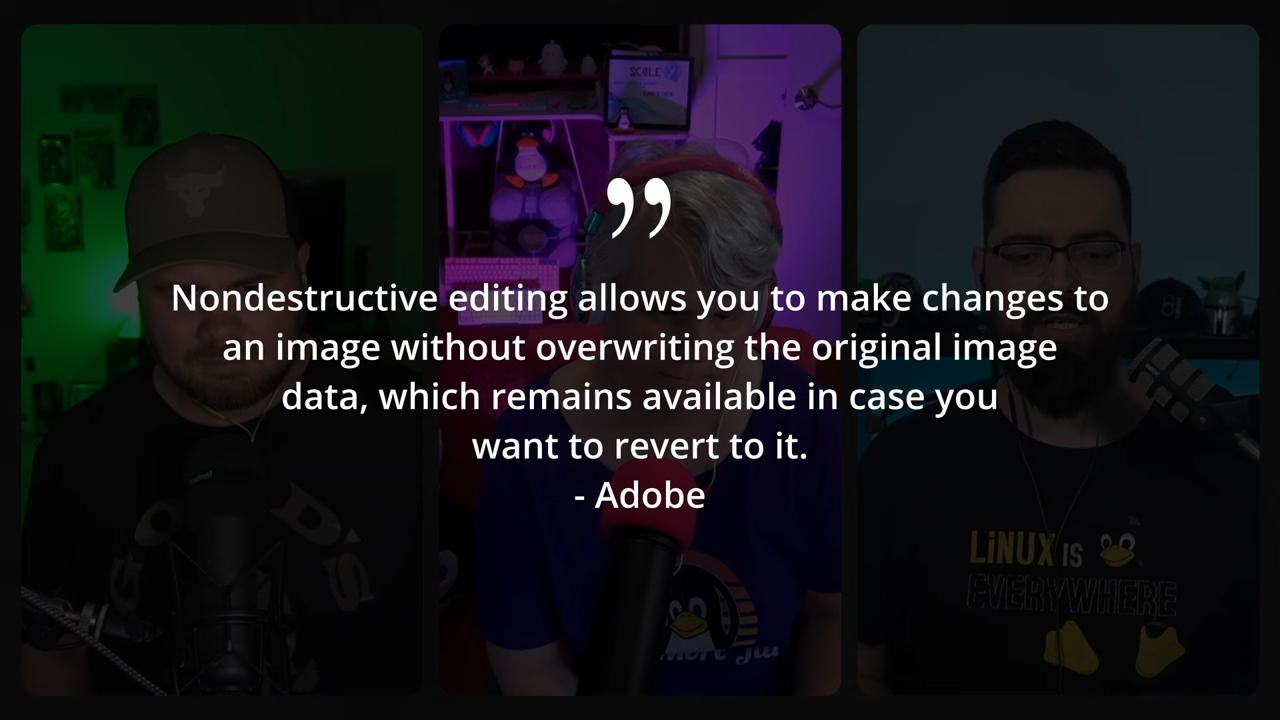 SCALE
”
Nondestructive editing allows you to make changes to
an image without overwriting the original image
data, which remains available in case you
want to revert to it.
- Adobe
LiNUX IS
EVERYWHERE